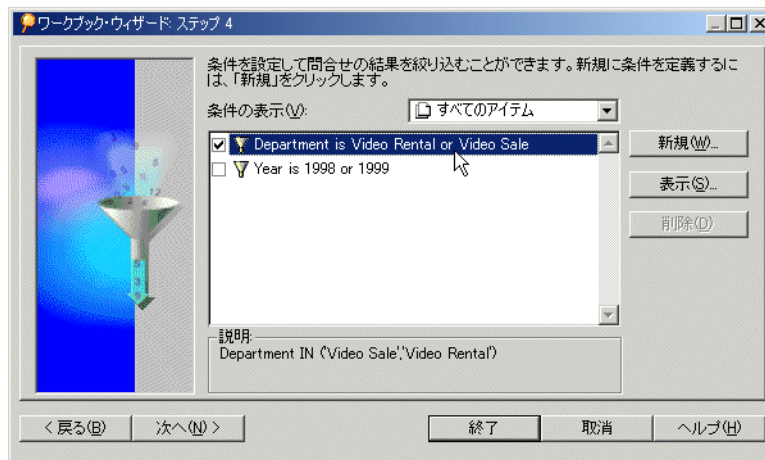 ワークブック・ウィザード: ステップ 4
条件を設定して問合せの結果を絞り込むことができます。新規に条件を定義するに
は、「新規」をクリックします。
条件の表示(V):
すべてのアイテム
Department is Video Rental or Video Sale
Year is 1998 or 1999
新規(W)...
表示(S)...
削除(D)
説明:
Department IN ('Video Sale','Video Rental')
< 戻る(B)
次へ(N) >
終了
取消
ヘルプ(H)